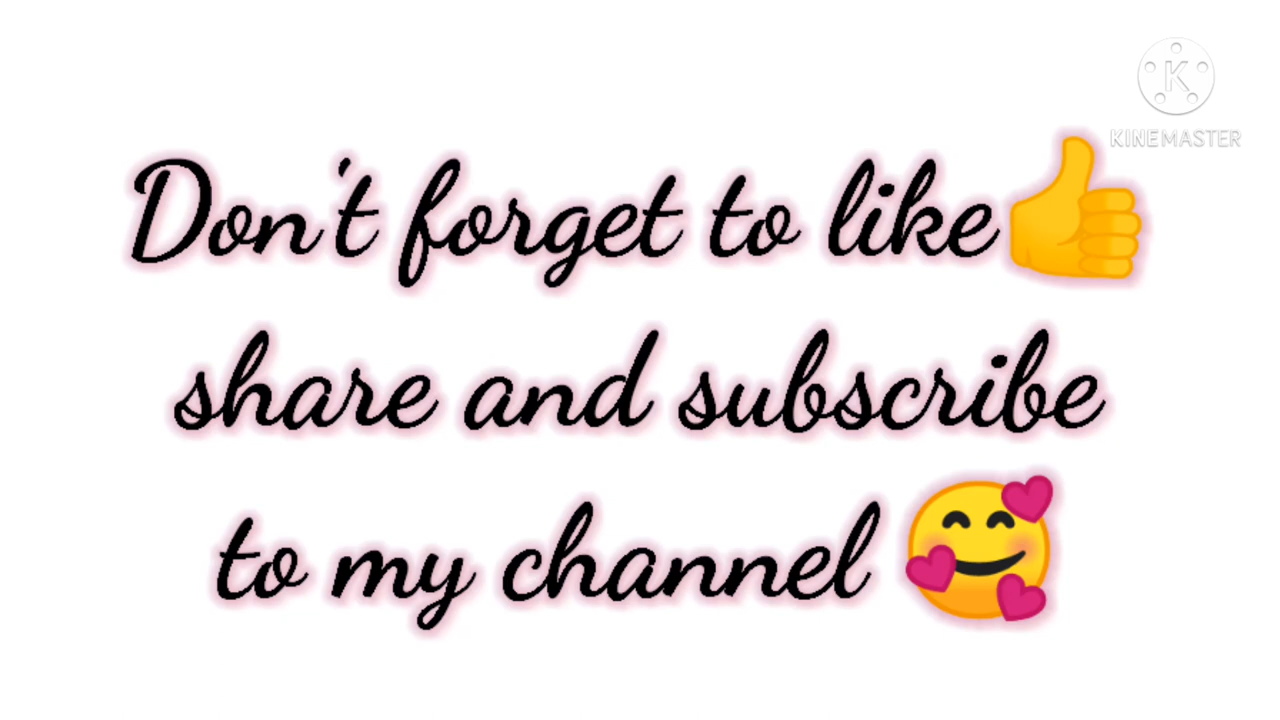 K
KINEMASTER
Don't forget to like👍
share and subscribe
to my channel 🥰